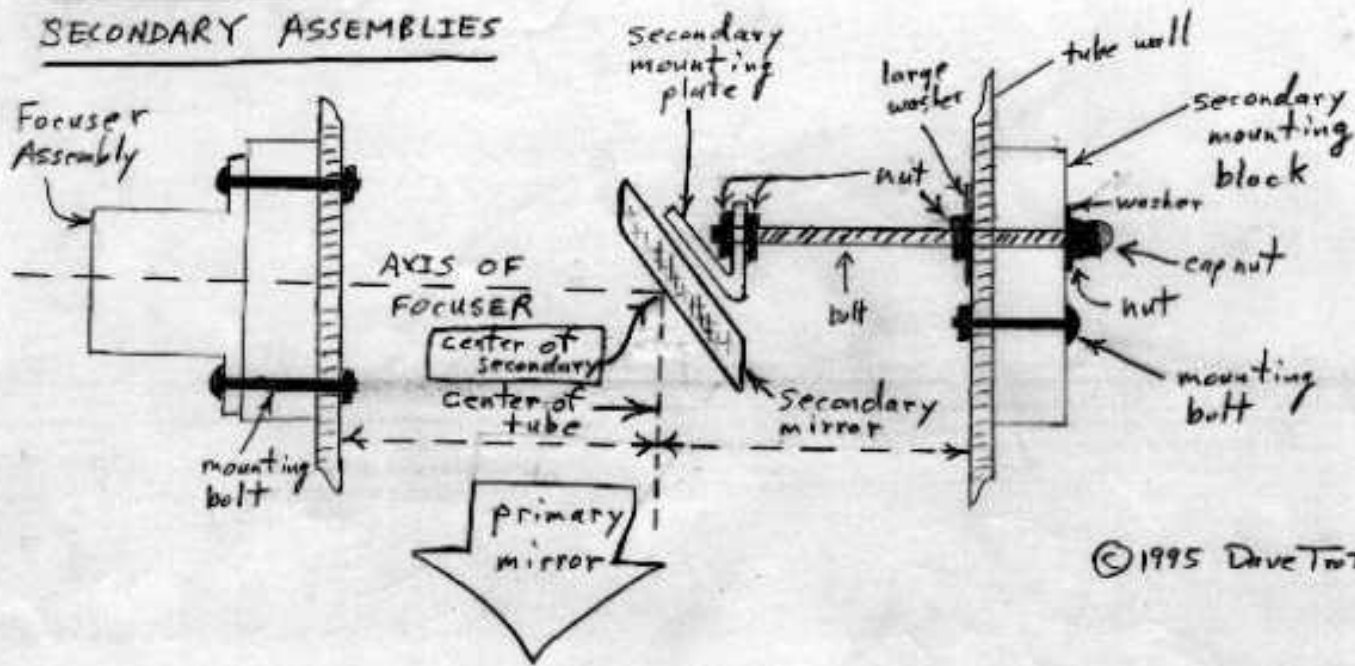 SECONDARY ASSEMBLIES
Focuser
Assembly
secondary
mounting
plate
large
washer
tube wall
secondary
mounting
block
nut
washer
cap nut
nut
bolt
AXIS OF
FOCUSER
center of
secondary
center of
tube
secondary
mirror
mounting
bolt
mounting
bolt
primary
mirror
©1995 Dave